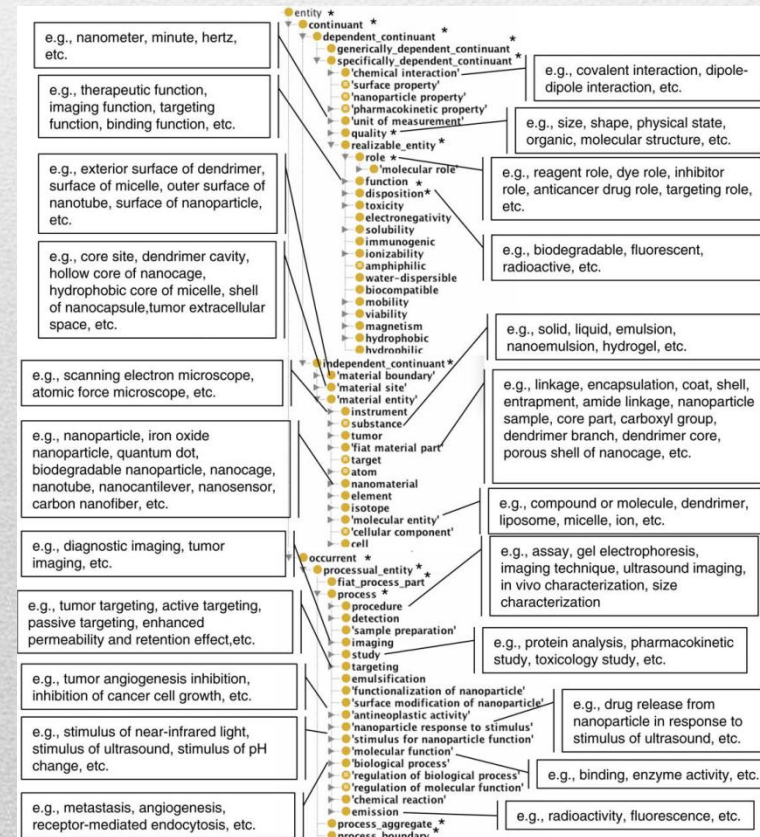 entity *
continuant *
dependent_continuant *
generically_dependent_continuant *
specifically_dependent_continuant *
'chemical interaction'
'surface property'
'nanoparticle property'
'pharmacokinetic property'
'unit of measurement'
quality *
realizable_entity *
role *
'molecular role'
function *
disposition *
toxicity
electronegativity
solubility
immunogenic
ionizability
amphiphilic
water-dispersible
biocompatible
mobility
viability
magnetism
hydrophobic
hydrophilic
independent_continuant *
'material boundary'
'material site'
'material entity'
instrument
substance
tumor
'fiat material part'
target
atom
nanomaterial
element
isotope
'molecular entity'
'cellular component'
cell
occurrent *
processual_entity *
fiat_process_part *
process *
procedure
detection
'sample preparation'
imaging
study
targeting
emulsification
'functionalization of nanoparticle'
'surface modification of nanoparticle'
'antineoplastic activity'
'nanoparticle response to stimulus'
'stimulus for nanoparticle function'
'molecular function'
'biological process'
'regulation of biological process'
'regulation of molecular function'
'chemical reaction'
emission
process_aggregate *
process_boundary *
e.g., nanometer, minute, hertz,
etc.
e.g., therapeutic function,
imaging function, targeting
function, binding function, etc.
e.g., exterior surface of dendrimer,
surface of micelle, outer surface of
nanotube, surface of nanoparticle,
etc.
e.g., core site, dendrimer cavity,
hollow core of nanocage,
hydrophobic core of micelle, shell
of nanocapsule,tumor extracellular
space, etc.
e.g., scanning electron microscope,
atomic force microscope, etc.
e.g., nanoparticle, iron oxide
nanoparticle, quantum dot,
biodegradable nanoparticle, nanocage,
nanotube, nanocantilever, nanosensor,
carbon nanofiber, etc.
e.g., diagnostic imaging, tumor
imaging, etc.
e.g., tumor targeting, active targeting,
passive targeting, enhanced
permeability and retention effect,etc.
e.g., tumor angiogenesis inhibition,
inhibition of cancer cell growth, etc.
e.g., stimulus of near-infrared light,
stimulus of ultrasound, stimulus of pH
change, etc.
e.g., metastasis, angiogenesis,
receptor-mediated endocytosis, etc.
e.g., covalent interaction, dipole-
dipole interaction, etc.
e.g., size, shape, physical state,
organic, molecular structure, etc.
e.g., reagent role, dye role, inhibitor
role, anticancer drug role, targeting role,
etc.
e.g., biodegradable, fluorescent,
radioactive, etc.
e.g., solid, liquid, emulsion,
nanoemulsion, hydrogel, etc.
e.g., linkage, encapsulation, coat, shell,
entrapment, amide linkage, nanoparticle
sample, core part, carboxyl group,
dendrimer branch, dendrimer core,
porous shell of nanocage, etc.
e.g., compound or molecule, dendrimer,
liposome, micelle, ion, etc.
e.g., assay, gel electrophoresis,
imaging technique, ultrasound imaging,
in vivo characterization, size
characterization
e.g., protein analysis, pharmacokinetic
study, toxicology study, etc.
e.g., drug release from
nanoparticle in response to
stimulus of ultrasound, etc.
e.g., binding, enzyme activity, etc.
e.g., radioactivity, fluorescence, etc.